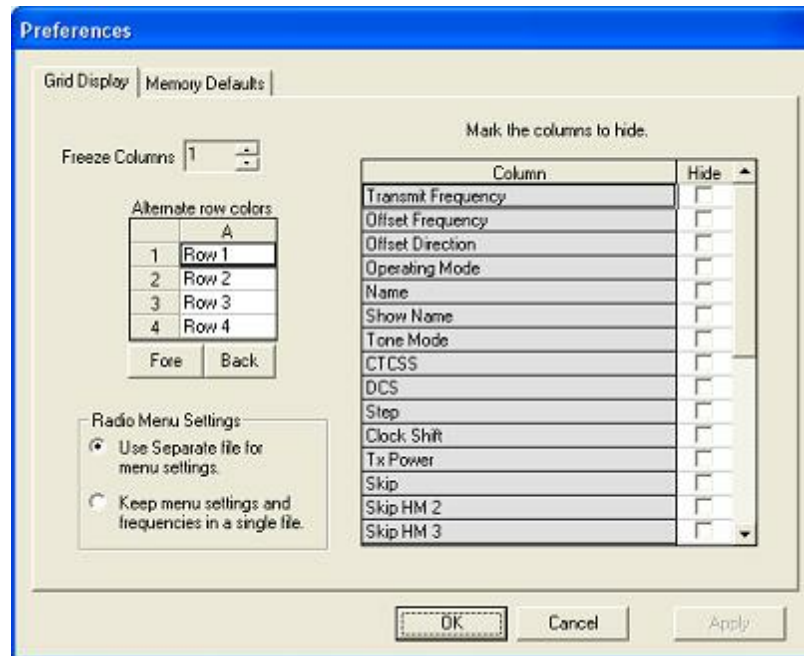 Preferences
Grid Display
Memory Defaults
Freeze Columns 1
Alternate row colors
A
1 Row 1
2 Row 2
3 Row 3
4 Row 4
Fore
Back
Radio Menu Settings
Use Separate file for
menu settings.
Keep menu settings and
frequencies in a single file.
Mark the columns to hide.
Column Hide
Transmit Frequency
Offset Frequency
Offset Direction
Operating Mode
Name
Show Name
Tone Mode
CTCSS
DCS
Step
Clock Shift
Tx Power
Skip
Skip HM 2
Skip HM 3
OK
Cancel
Apply